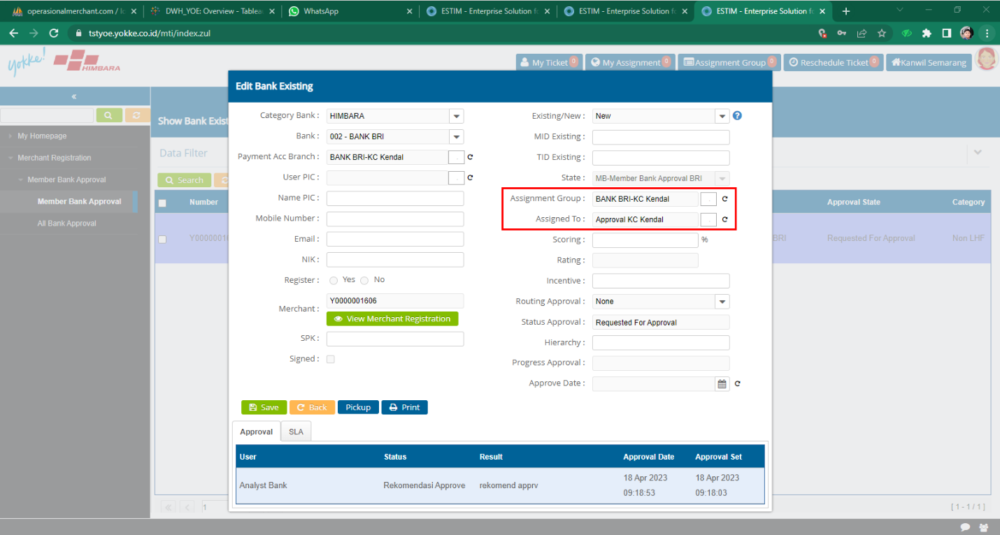 operasionalmerchant.com / lo
DWH_YOE: Overview - Tablea
WhatsApp
ESTIM - Enterprise Solution fo
ESTIM - Enterprise Solution fo
ESTIM - Enterprise Solution fo
tstyoe.yokke.co.id/mti/index.zul
yokke!
HIMBARA
My Ticket 0
My Assignment 0
Assignment Group 0
Reschedule Ticket 0
Kanwil Semarang
My Homepage
Merchant Registration
Member Bank Approval
Member Bank Approval
All Bank Approval
Show Bank Exist
Data Filter
Search
Number
Approval State
Category
Y00000010
BRI
Requested For Approval
Non LHF
1
[ 1 - 1 / 1 ]
Edit Bank Existing
Category Bank : HIMBARA
Bank : 002 - BANK BRI
Payment Acc Branch : BANK BRI-KC Kendal
User PIC :
Name PIC :
Mobile Number :
Email :
NIK :
Register : Yes No
Merchant : Y0000001606
View Merchant Registration
SPK :
Signed :
Existing/New : New
MID Existing :
TID Existing :
State : MB-Member Bank Approval BRI
Assignment Group : BANK BRI-KC Kendal
Assigned To : Approval KC Kendal
Scoring : %
Rating :
Incentive :
Routing Approval : None
Status Approval : Requested For Approval
Hierarchy :
Progress Approval :
Approve Date :
Save
Back
Pickup
Print
Approval
SLA
User Status Result Approval Date Approval Set
Analyst Bank Rekomendasi Approve rekomend apprv 18 Apr 2023 18 Apr 2023
09:18:53 09:18:03